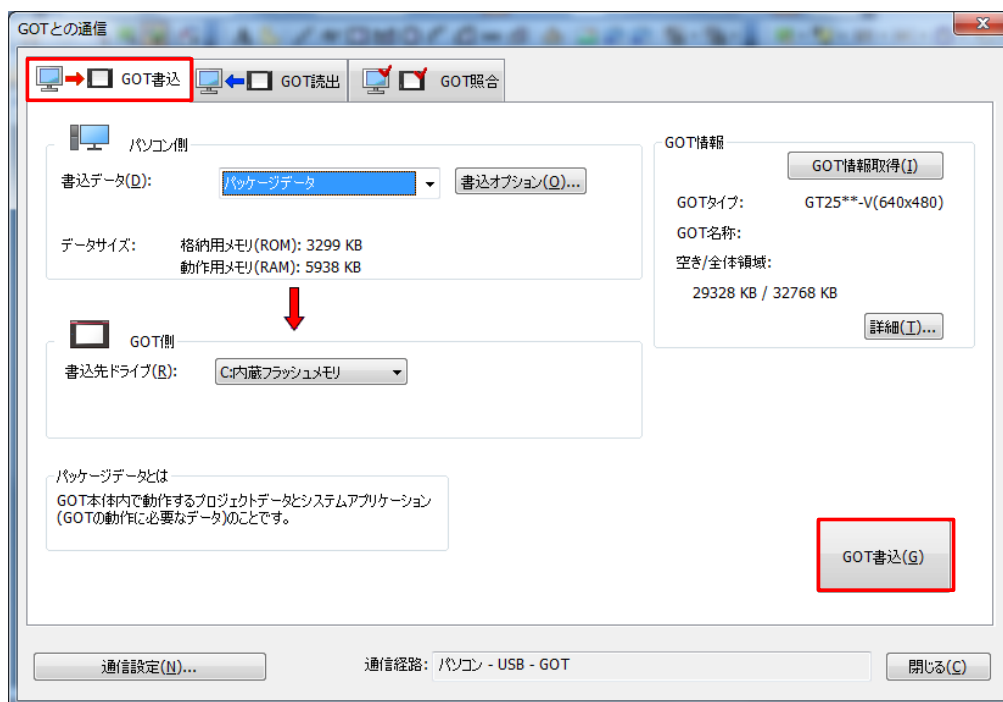 GOTとの通信
GOT書込
GOT読出
GOT照合
パソコン側
書込データ(D):
パッケージデータ
書込オプション(O)...
データサイズ:
格納用メモリ(ROM): 3299 KB
動作用メモリ(RAM): 5938 KB
GOT側
書込先ドライブ(R):
C:内蔵フラッシュメモリ
パッケージデータとは
GOT本体内で動作するプロジェクトデータとシステムアプリケーション
(GOTの動作に必要なデータ)のことです。
GOT情報
GOT情報取得(I)
GOTタイプ:
GT25**-V(640x480)
GOT名称:
空き/全体領域:
29328 KB / 32768 KB
詳細(T)...
GOT書込(G)
通信設定(N)...
通信経路:
パソコン - USB - GOT
閉じる(C)